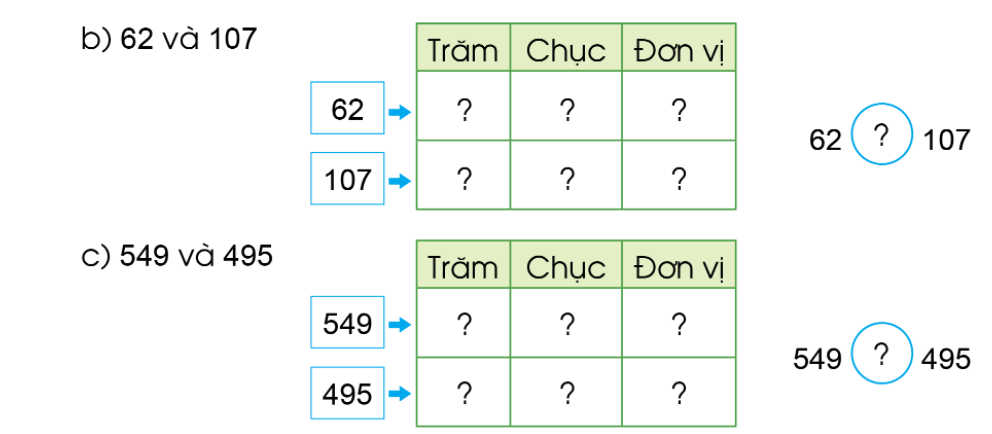 b) 62 và 107
Trăm Chục Đơn vị
62 ? ? ?
107 ? ? ?
62 ? 107
c) 549 và 495
Trăm Chục Đơn vị
549 ? ? ?
495 ? ? ?
549 ? 495